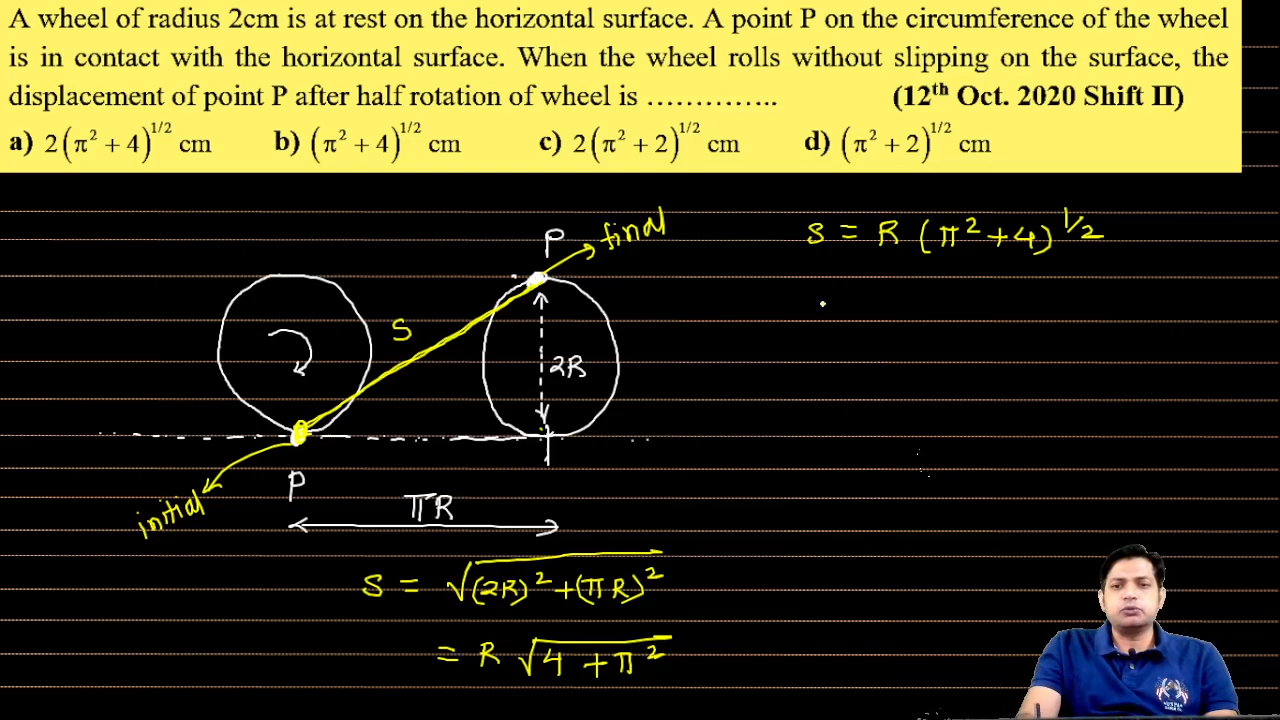 A wheel of radius 2cm is at rest on the horizontal surface. A point P on the circumference of the wheel
is in contact with the horizontal surface. When the wheel rolls without slipping on the surface, the
displacement of point P after half rotation of wheel is ………….. (12th Oct. 2020 Shift II)
a) 2(π² + 4)^1/2 cm b) (π² + 4)^1/2 cm c) 2(π² + 2)^1/2 cm d) (π² + 2)^1/2 cm
P final
S = R (π² + 4)^1/2
S
2R
P
initial
πR
S = √(2R)² + (πR)²
= R √4 + π²